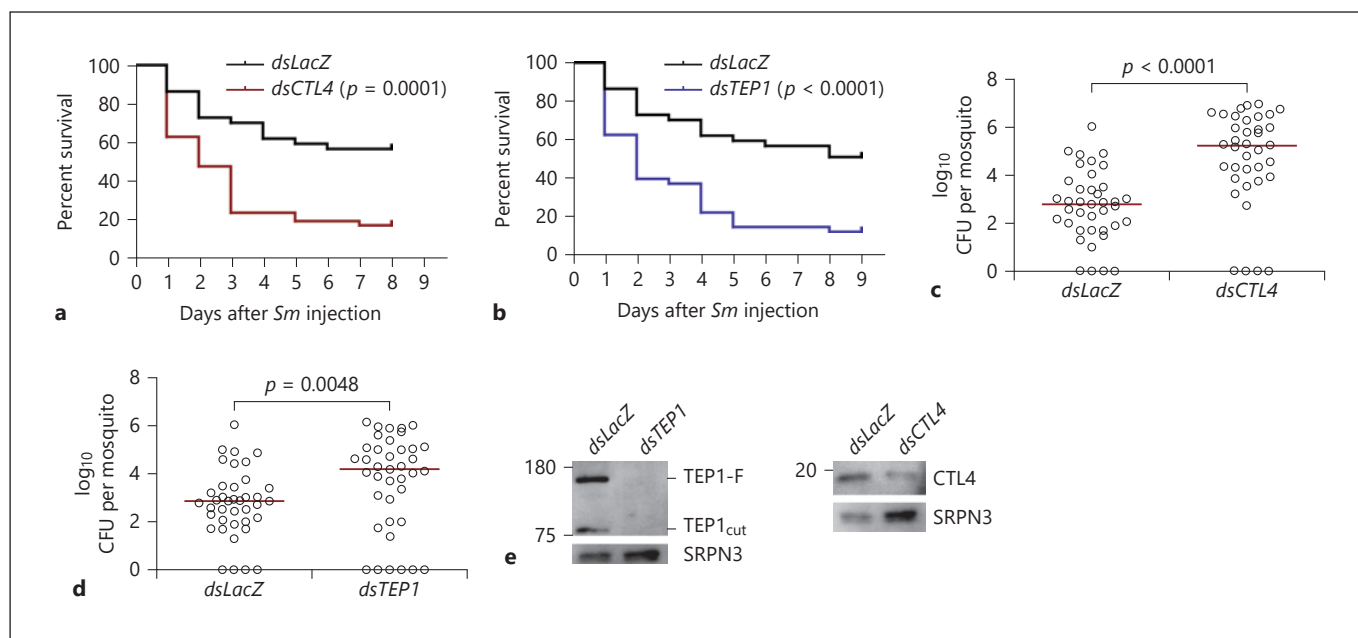 dsLacZ
dsCTL4 (p = 0.0001)
Percent survival
100
80
60
40
20
0
0 1 2 3 4 5 6 7 8 9
Days after Sm injection
a
dsLacZ
dsTEP1 (p < 0.0001)
Percent survival
100
80
60
40
20
0
0 1 2 3 4 5 6 7 8 9
Days after Sm injection
b
p < 0.0001
log10
CFU per mosquito
8
6
4
2
0
dsLacZ dsCTL4
c
p = 0.0048
log10
CFU per mosquito
8
6
4
2
0
dsLacZ dsTEP1
d
dsLacZ dsTEP1
180
TEP1-F
TEP1cut
75
SRPN3
e
dsLacZ dsCTL4
20
CTL4
SRPN3